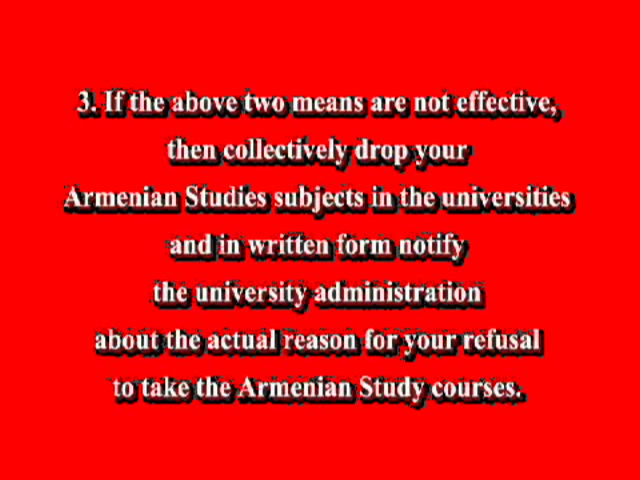 3. If the above two means are not effective,
then collectively drop your
Armenian Studies subjects in the universities
and in written form notify
the university administration
about the actual reason for your refusal
to take the Armenian Study courses.